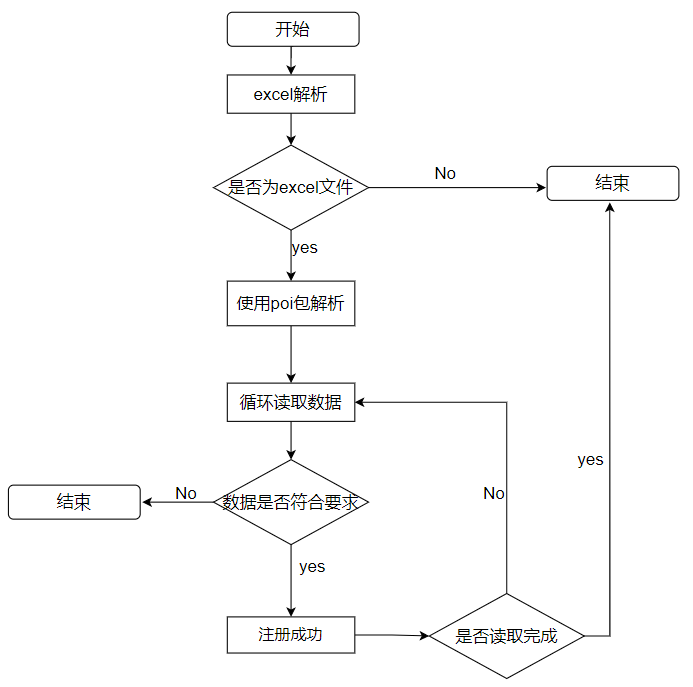 开始
excel解析
是否为excel文件
No
结束
yes
使用poi包解析
循环读取数据
数据是否符合要求
No
结束
yes
注册成功
是否读取完成
No
yes